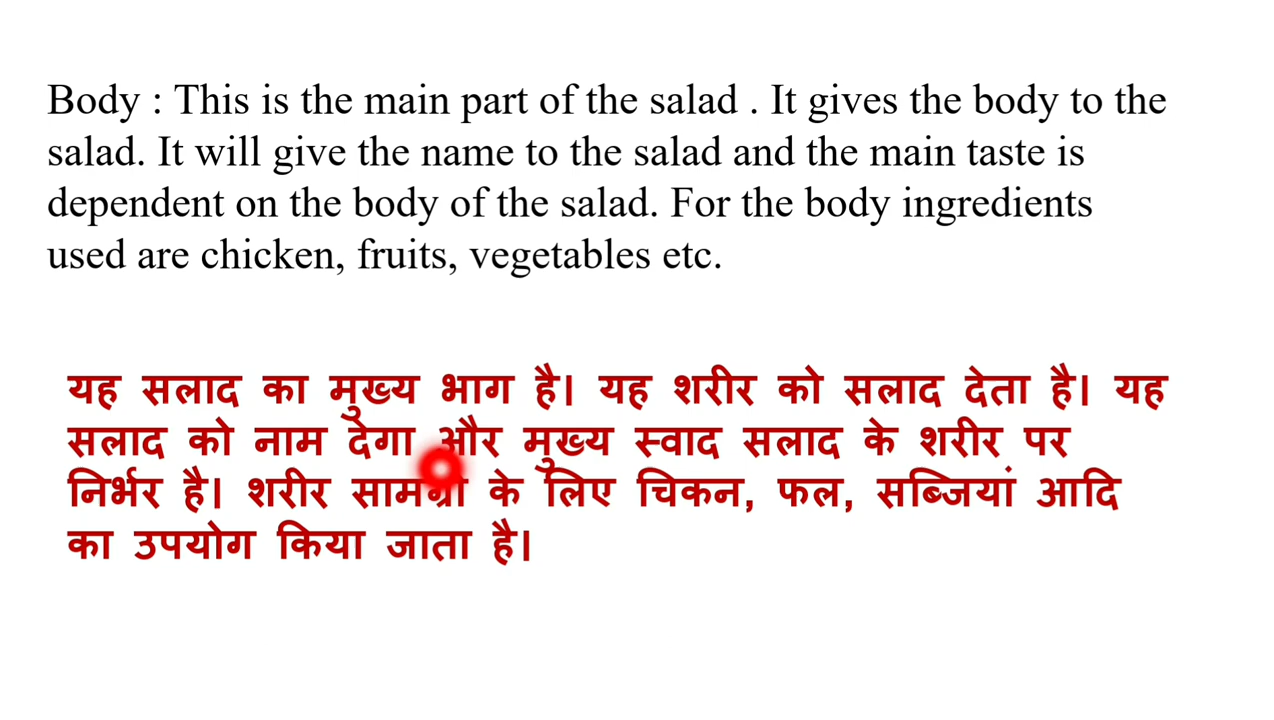 Body : This is the main part of the salad . It gives the body to the
salad. It will give the name to the salad and the main taste is
dependent on the body of the salad. For the body ingredients
used are chicken, fruits, vegetables etc.
यह सलाद का मुख्य भाग है। यह शरीर को सलाद देता है। यह
सलाद को नाम देगा और मुख्य स्वाद सलाद के शरीर पर
निर्भर है। शरीर सामग्री के लिए चिकन, फल, सब्जियां आदि
का उपयोग किया जाता है।